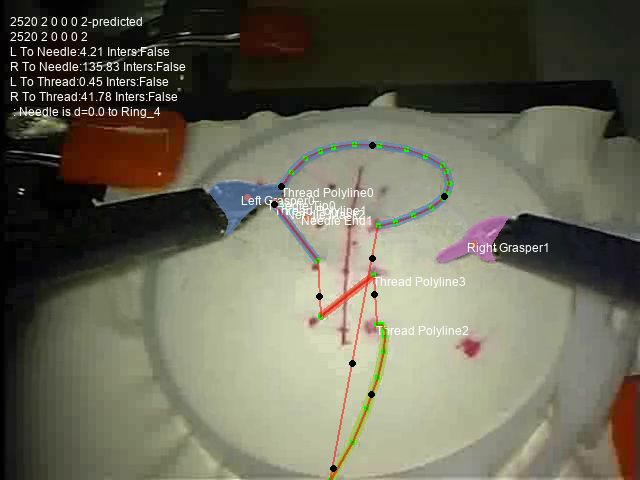 2520 2 0 0 0 2-predicted
2520 2 0 0 0 2
L To Needle:4.21 Inters:False
R To Needle:135.83 Inters:False
L To Thread:0.45 Inters:False
R To Thread:41.78 Inters:False
: Needle is d=0.0 to Ring_4
Thread Polyline0
Left Grasper0
Needle End1
Right Grasper1
Thread Polyline3
Thread Polyline2